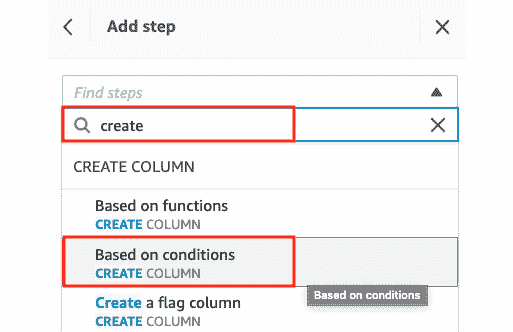 Add step
Find steps
create
CREATE COLUMN
Based on functions
CREATE COLUMN
Based on conditions
CREATE COLUMN
Based on conditions
Create a flag column
CREATE COLUMN